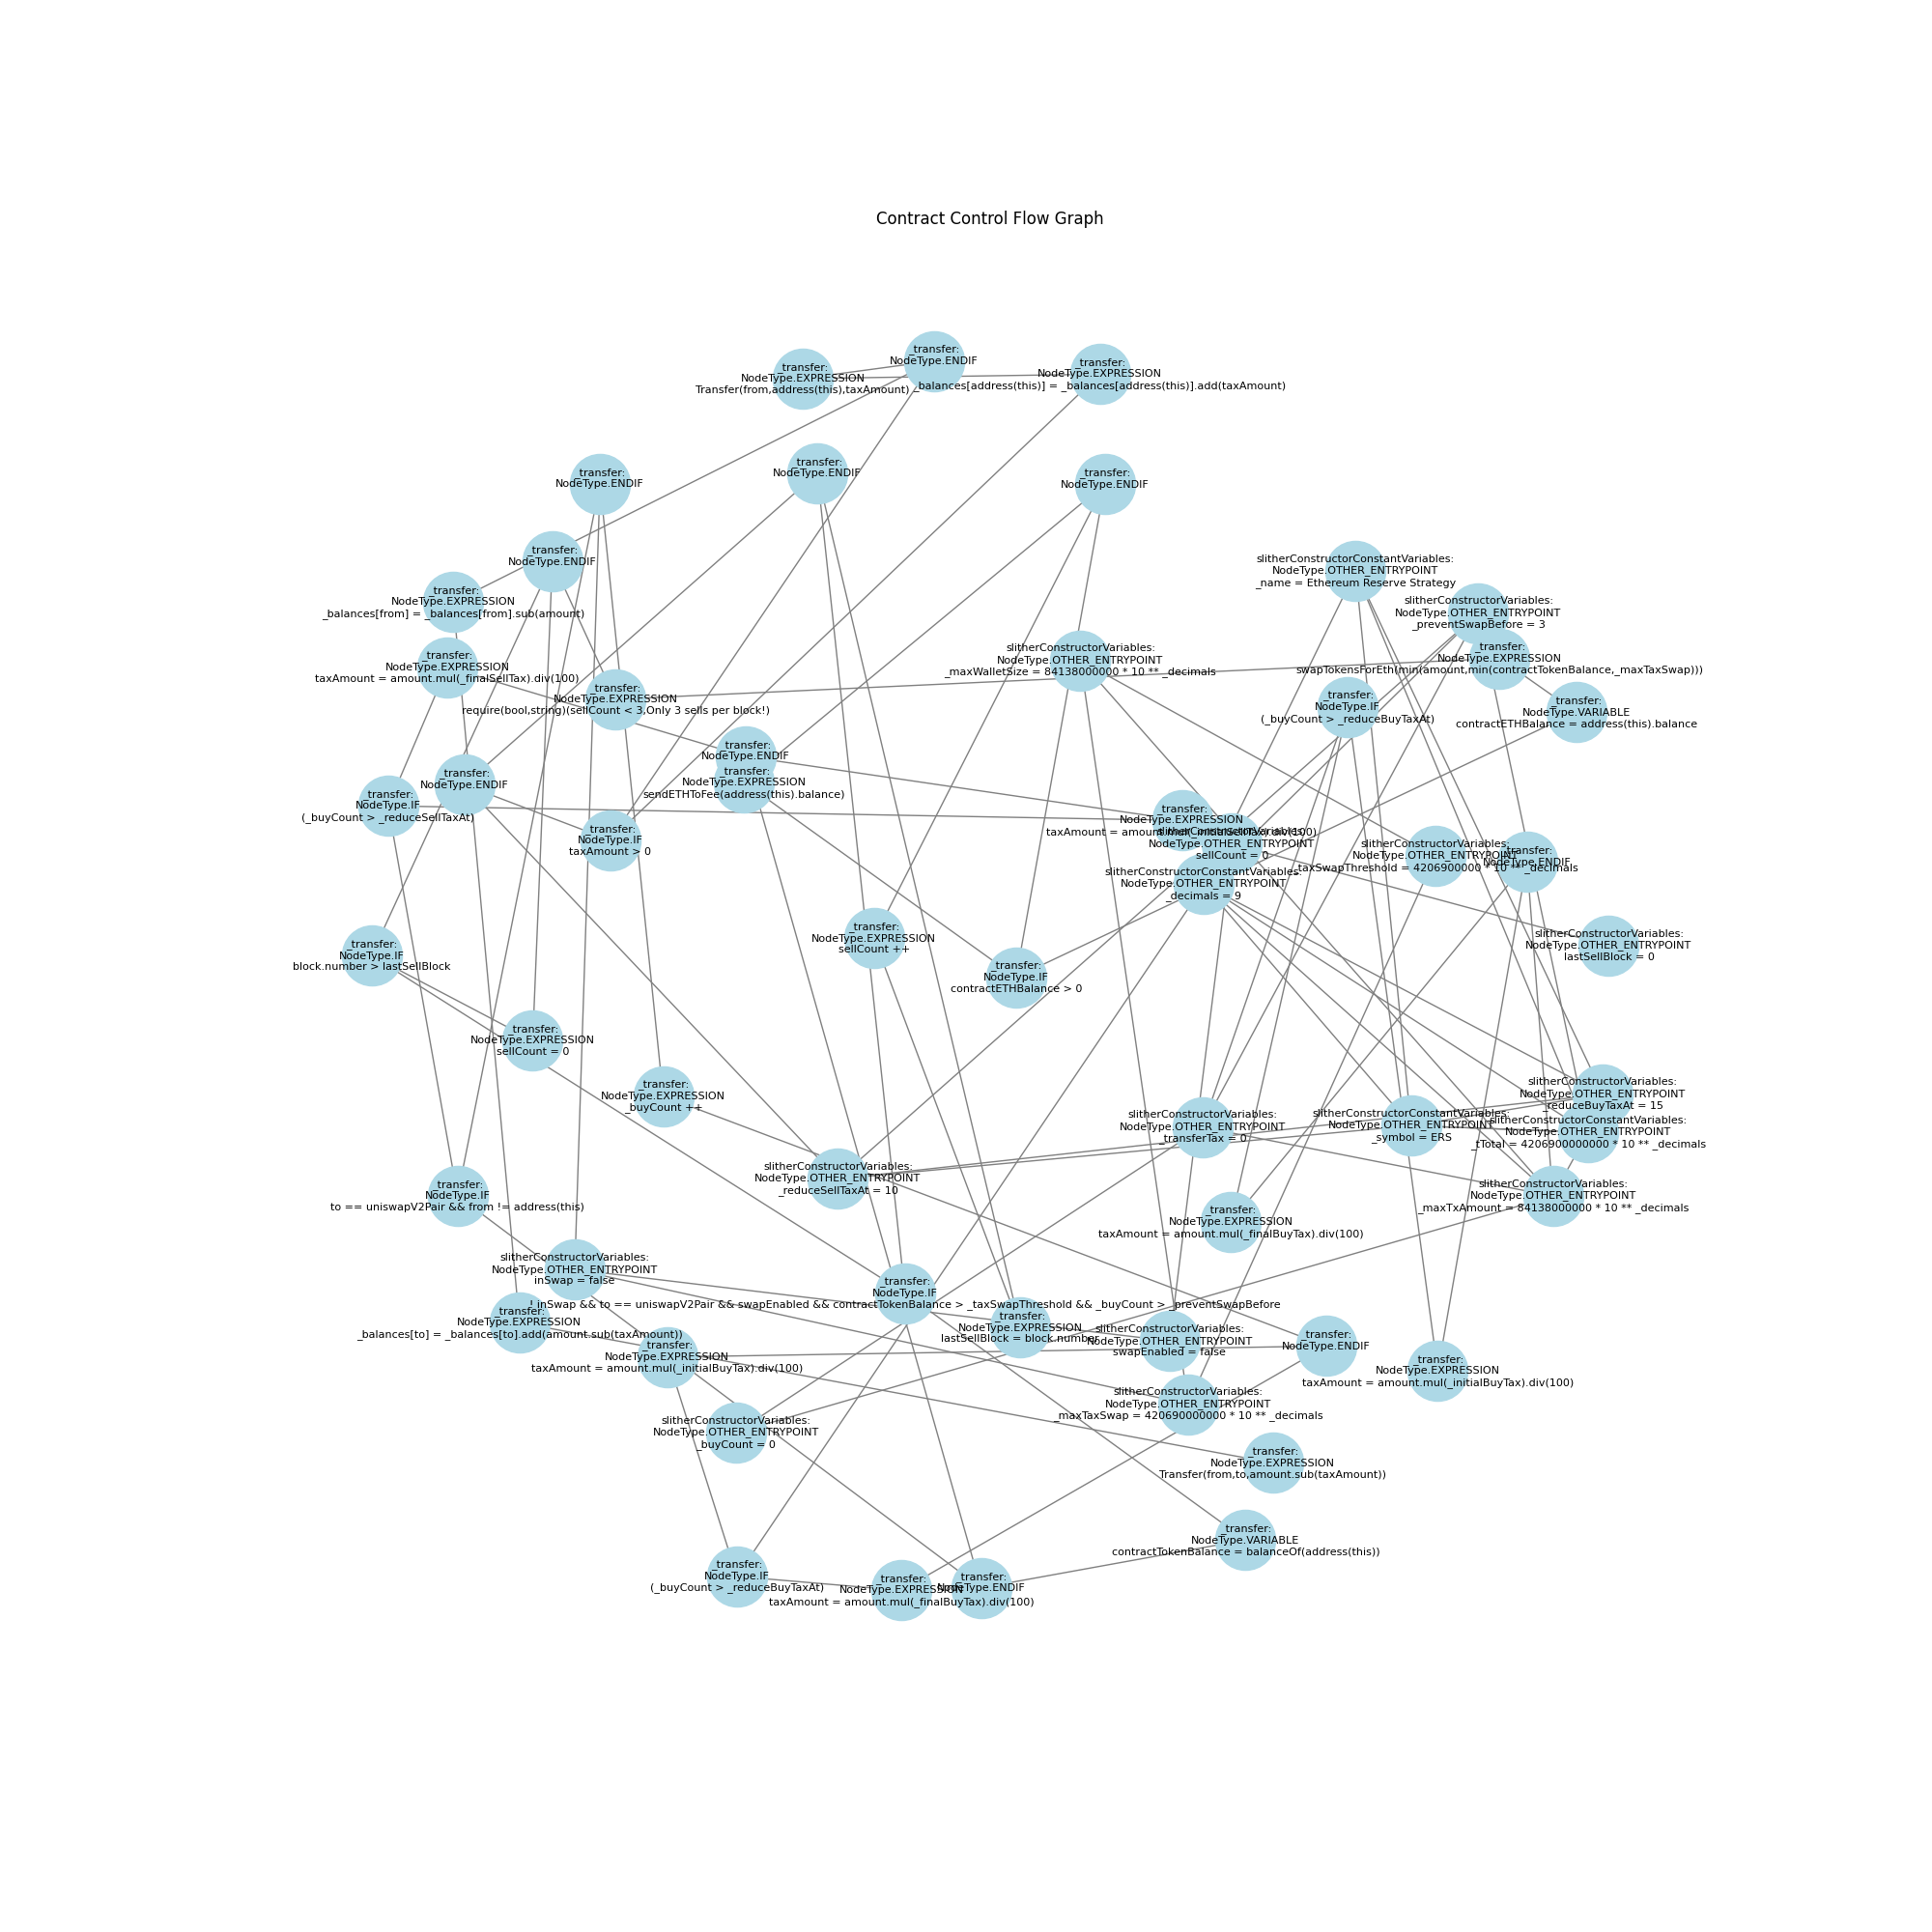 Contract Control Flow Graph
_transfer:
NodeType.ENDIF
_transfer:
NodeType.EXPRESSION
Transfer(from,address(this),taxAmount)
_transfer:
NodeType.EXPRESSION
_balances[address(this)] = _balances[address(this)].add(taxAmount)
_transfer:
NodeType.ENDIF
_transfer:
NodeType.ENDIF
_transfer:
NodeType.ENDIF
_transfer:
NodeType.ENDIF
slitherConstructorConstantVariables:
NodeType.OTHER_ENTRYPOINT
_name = Ethereum Reserve Strategy
_transfer:
NodeType.EXPRESSION
_balances[from] = _balances[from].sub(amount)
slitherConstructorVariables:
NodeType.OTHER_ENTRYPOINT
_preventSwapBefore = 3
_transfer:
NodeType.EXPRESSION
taxAmount = amount.mul(_finalSellTax).div(100)
slitherConstructorVariables:
NodeType.OTHER_ENTRYPOINT
_maxWalletSize = 84138000000 * 10 ** _decimals
_transfer:
NodeType.EXPRESSION
swapTokensForEth(min(amount,min(contractTokenBalance,_maxTaxSwap)))
_transfer:
NodeType.EXPRESSION
require(bool,string)(sellCount < 3,Only 3 sells per block!)
_transfer:
NodeType.IF
(_buyCount > _reduceBuyTaxAt)
_transfer:
NodeType.VARIABLE
contractETHBalance = address(this).balance
_transfer:
NodeType.ENDIF
_transfer:
NodeType.EXPRESSION
sendETHToFee(address(this).balance)
_transfer:
NodeType.ENDIF
_transfer:
NodeType.IF
(_buyCount > _reduceSellTaxAt)
_transfer:
NodeType.IF
taxAmount > 0
_transfer:
NodeType.EXPRESSION
taxAmount = amount.mul(_initialSellTax).div(100)
slitherConstructorVariables:
NodeType.OTHER_ENTRYPOINT
sellCount = 0
slitherConstructorVariables:
NodeType.OTHER_ENTRYPOINT
_taxSwapThreshold = 4206900000 * 10 ** _decimals
_transfer:
NodeType.ENDIF
slitherConstructorConstantVariables:
NodeType.OTHER_ENTRYPOINT
_decimals = 9
_transfer:
NodeType.IF
block.number > lastSellBlock
_transfer:
NodeType.EXPRESSION
sellCount ++
slitherConstructorVariables:
NodeType.OTHER_ENTRYPOINT
lastSellBlock = 0
_transfer:
NodeType.IF
contractETHBalance > 0
_transfer:
NodeType.EXPRESSION
sellCount = 0
_transfer:
NodeType.EXPRESSION
_buyCount ++
slitherConstructorVariables:
NodeType.OTHER_ENTRYPOINT
_reduceBuyTaxAt = 15
slitherConstructorVariables:
NodeType.OTHER_ENTRYPOINT
_transferTax = 0
slitherConstructorConstantVariables:
NodeType.OTHER_ENTRYPOINT
_symbol = ERS
slitherConstructorConstantVariables:
NodeType.OTHER_ENTRYPOINT
_tTotal = 4206900000000 * 10 ** _decimals
slitherConstructorVariables:
NodeType.OTHER_ENTRYPOINT
_reduceSellTaxAt = 10
_transfer:
NodeType.IF
to == uniswapV2Pair && from != address(this)
slitherConstructorVariables:
NodeType.OTHER_ENTRYPOINT
_maxTxAmount = 84138000000 * 10 ** _decimals
_transfer:
NodeType.EXPRESSION
taxAmount = amount.mul(_finalBuyTax).div(100)
slitherConstructorVariables:
NodeType.OTHER_ENTRYPOINT
inSwap = false
_transfer:
NodeType.IF
! inSwap && to == uniswapV2Pair && swapEnabled && contractTokenBalance > _taxSwapThreshold && _buyCount > _preventSwapBefore
_transfer:
NodeType.EXPRESSION
_balances[to] = _balances[to].add(amount.sub(taxAmount))
_transfer:
NodeType.EXPRESSION
lastSellBlock = block.number
slitherConstructorVariables:
NodeType.OTHER_ENTRYPOINT
swapEnabled = false
_transfer:
NodeType.ENDIF
_transfer:
NodeType.EXPRESSION
taxAmount = amount.mul(_initialBuyTax).div(100)
_transfer:
NodeType.EXPRESSION
taxAmount = amount.mul(_initialBuyTax).div(100)
slitherConstructorVariables:
NodeType.OTHER_ENTRYPOINT
_maxTaxSwap = 420690000000 * 10 ** _decimals
slitherConstructorVariables:
NodeType.OTHER_ENTRYPOINT
_buyCount = 0
_transfer:
NodeType.EXPRESSION
Transfer(from,to,amount.sub(taxAmount))
_transfer:
NodeType.VARIABLE
contractTokenBalance = balanceOf(address(this))
_transfer:
NodeType.IF
(_buyCount > _reduceBuyTaxAt)
_transfer:
NodeType.EXPRESSION
taxAmount = amount.mul(_finalBuyTax).div(100)
_transfer:
NodeType.ENDIF